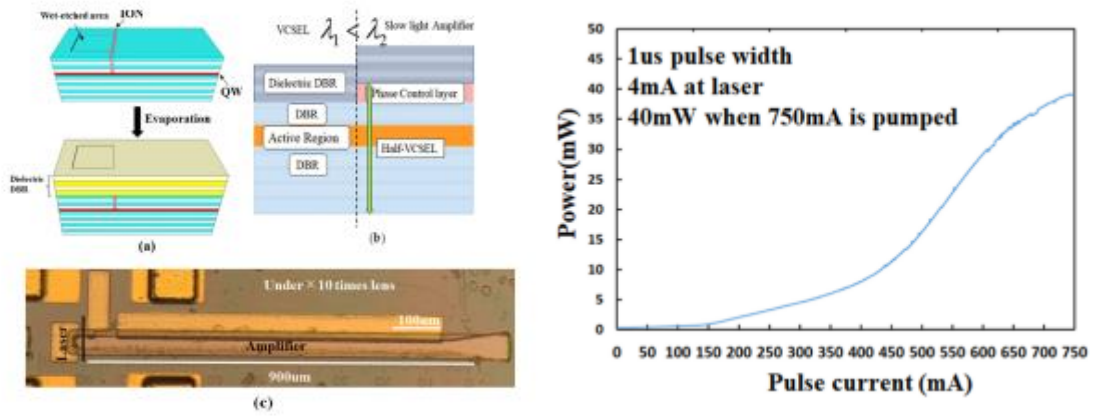 Wet-etched area
ION
QW
Evaporation
Dielectric
DBR
(a)
VCSEL λ1 < λ2 Slow light Amplifier
Dielectric DBR
Phase Control layer
DBR
Active Region
Half-VCSEL
DBR
(b)
Under × 10 times lens
100um
Laser
Amplifier
900um
(c)
1us pulse width
4mA at laser
40mW when 750mA is pumped
Power(mW)
50
45
40
35
30
25
20
15
10
5
0
0 50 100 150 200 250 300 350 400 450 500 550 600 650 700 750
Pulse current (mA)